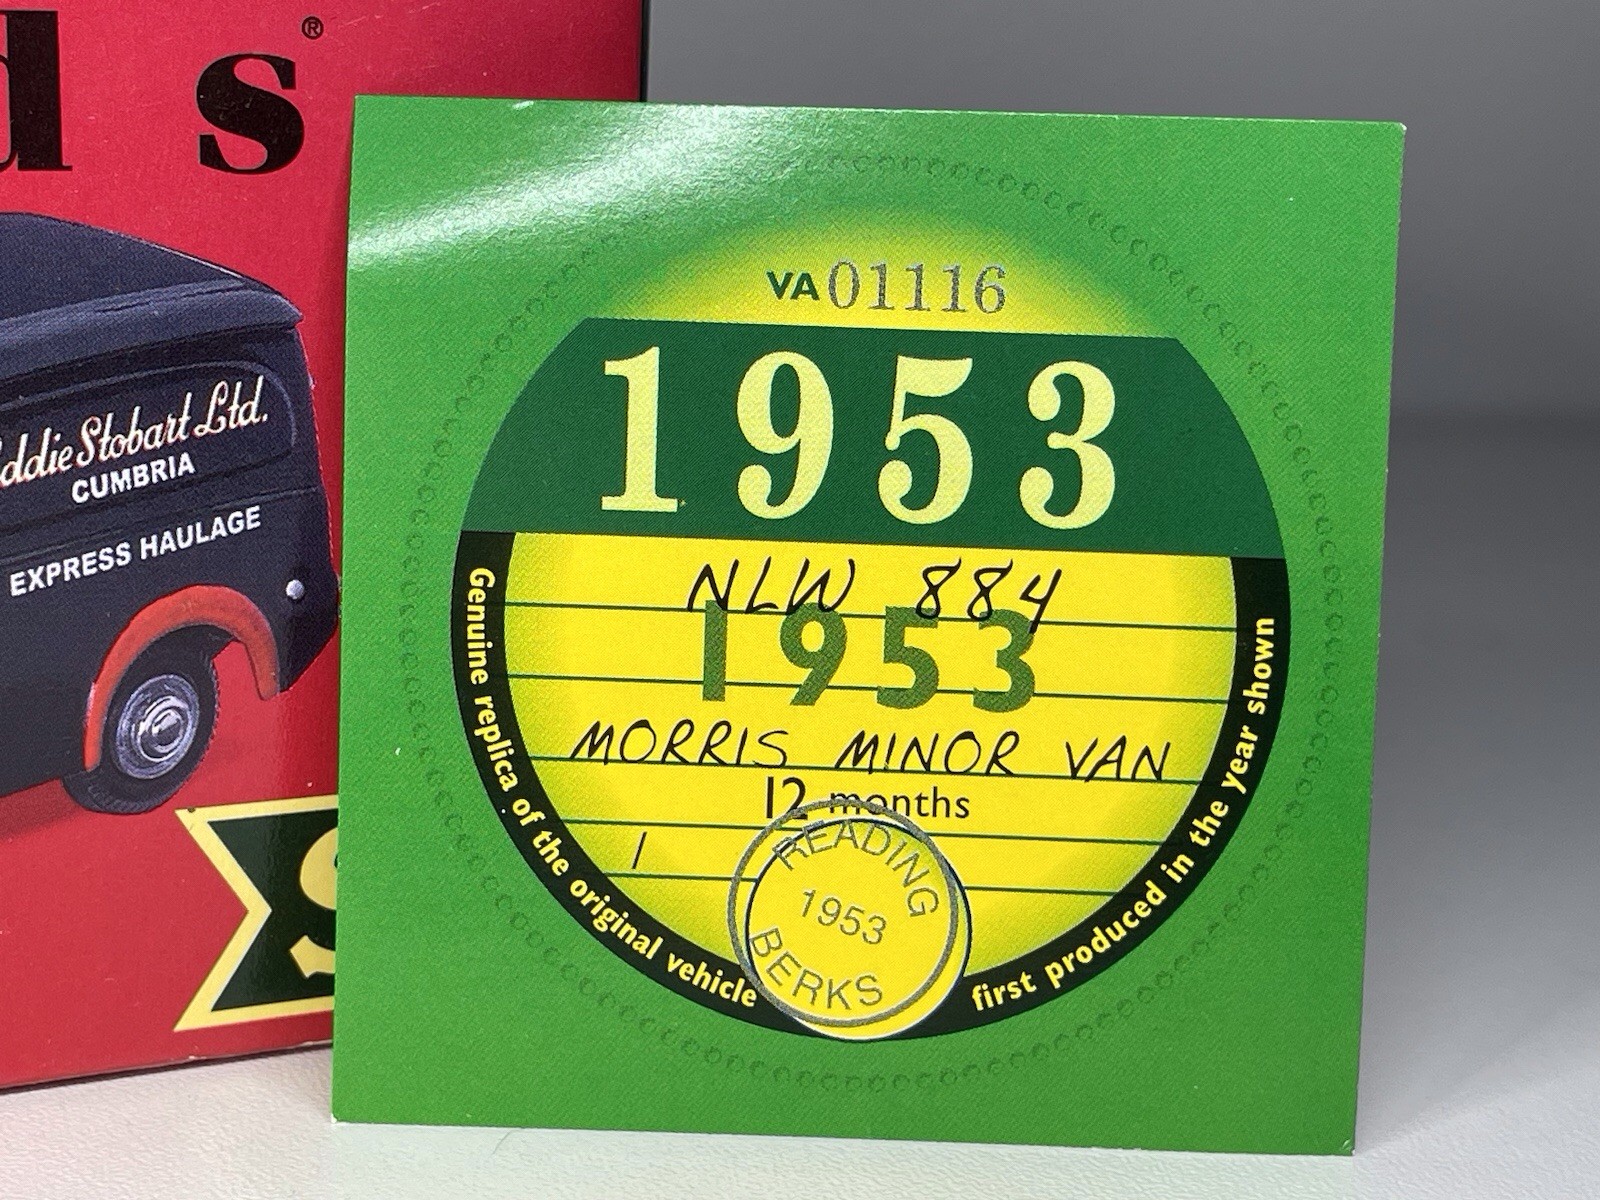 d s®
ddie Stobart Ltd.
CUMBRIA
EXPRESS HAULAGE
S
VA01116
1953
NLW 884
1953
MORRIS MINOR VAN
12 months
1
READING
1953
BERKS
Genuine replica of the original vehicle
first produced in the year shown